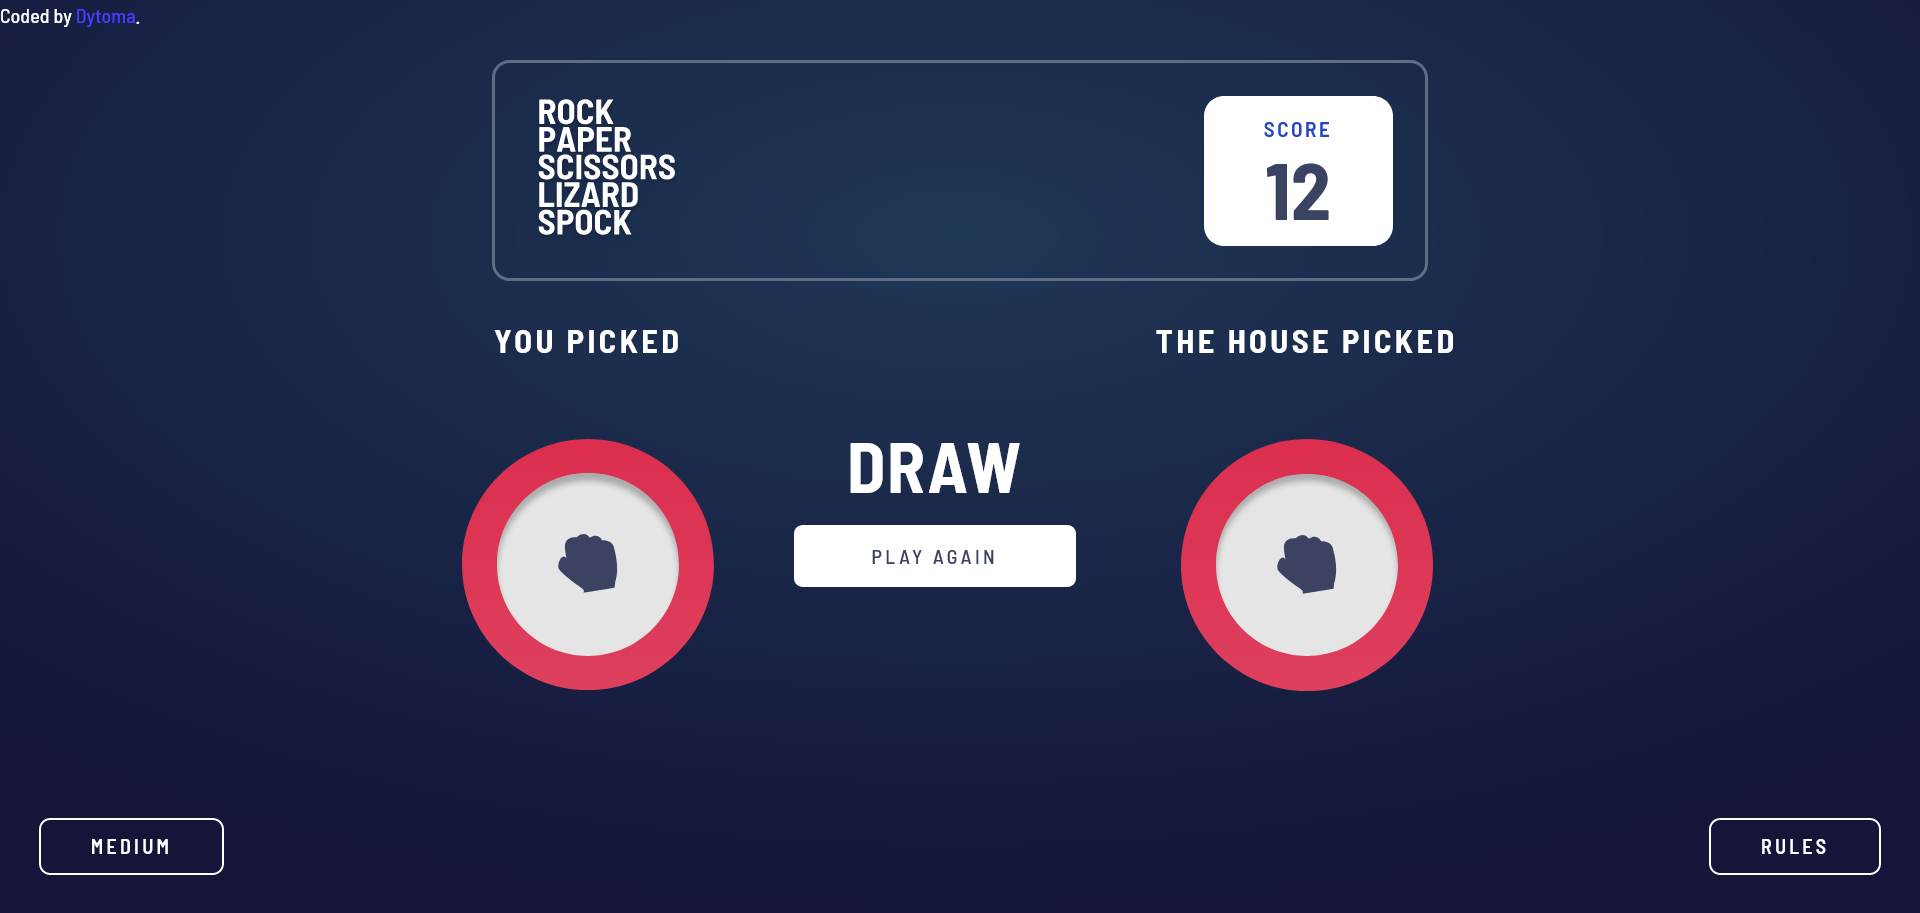 Coded by Dytoma.
ROCK
PAPER
SCISSORS
LIZARD
SPOCK
SCORE
12
YOU PICKED
THE HOUSE PICKED
DRAW
PLAY AGAIN
MEDIUM
RULES